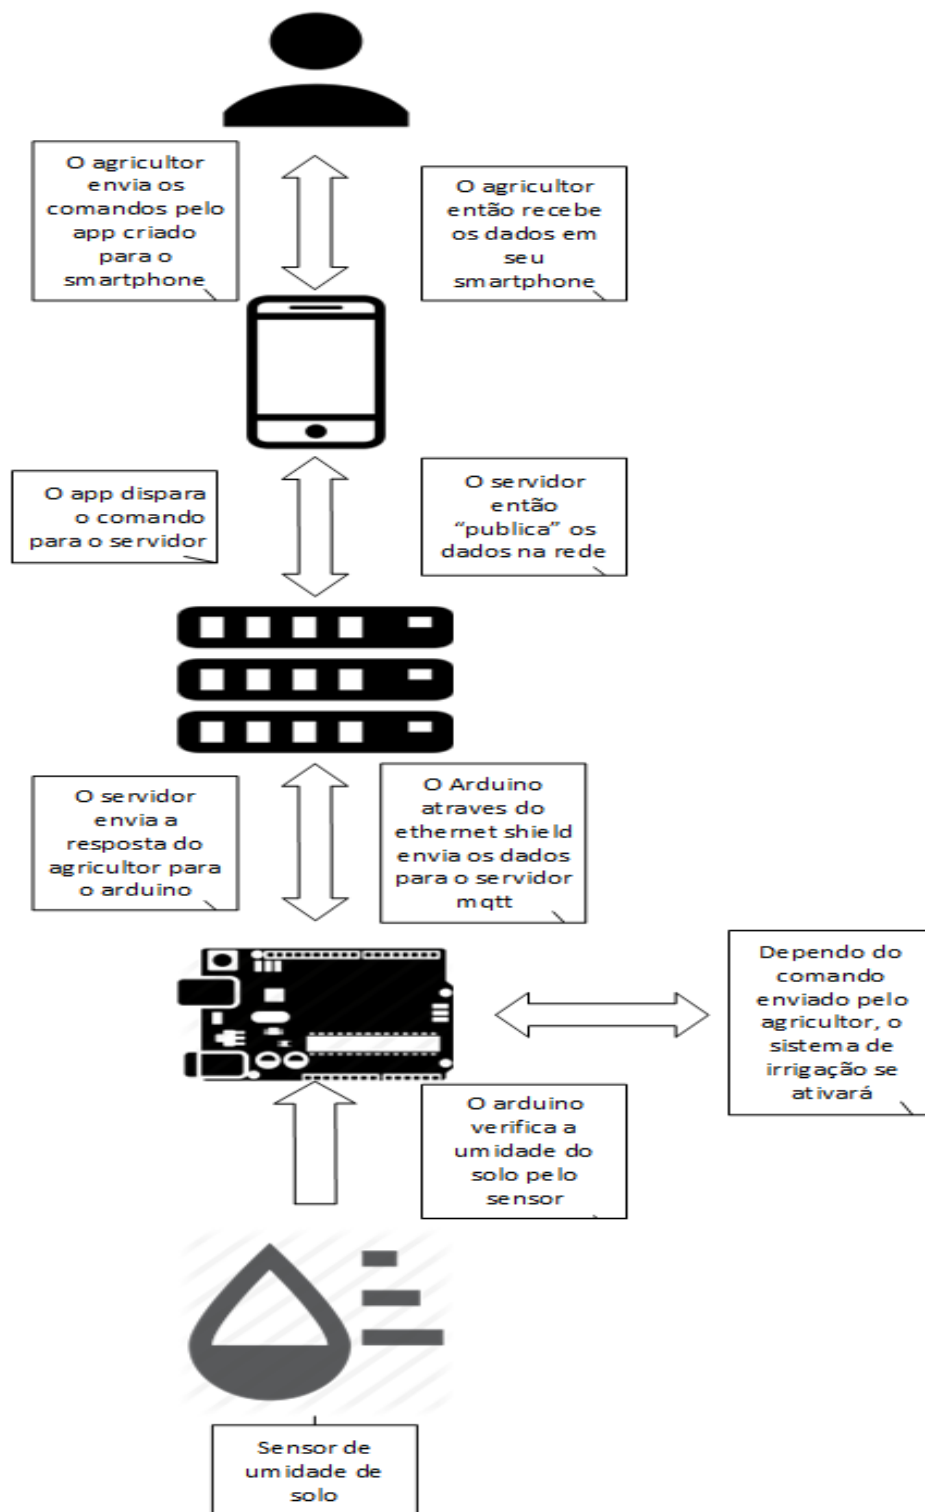 O agricultor
envia os
comandos pelo
app criado
para o
smartphone
O agricultor
então recebe
os dados em
seu
smartphone
O app dispara
o comando
para o servidor
O servidor
então
“publica” os
dados na rede
O servidor
envia a
resposta do
agricultor para
o arduino
O Arduino
atraves do
ethernet shield
envia os dados
para o servidor
mqtt
Dependo do
comando
enviado pelo
agricultor, o
sistema de
irrigação se
ativará
O arduino
verifica a
umidade do
solo pelo
sensor
Sensor de
umidade de
solo